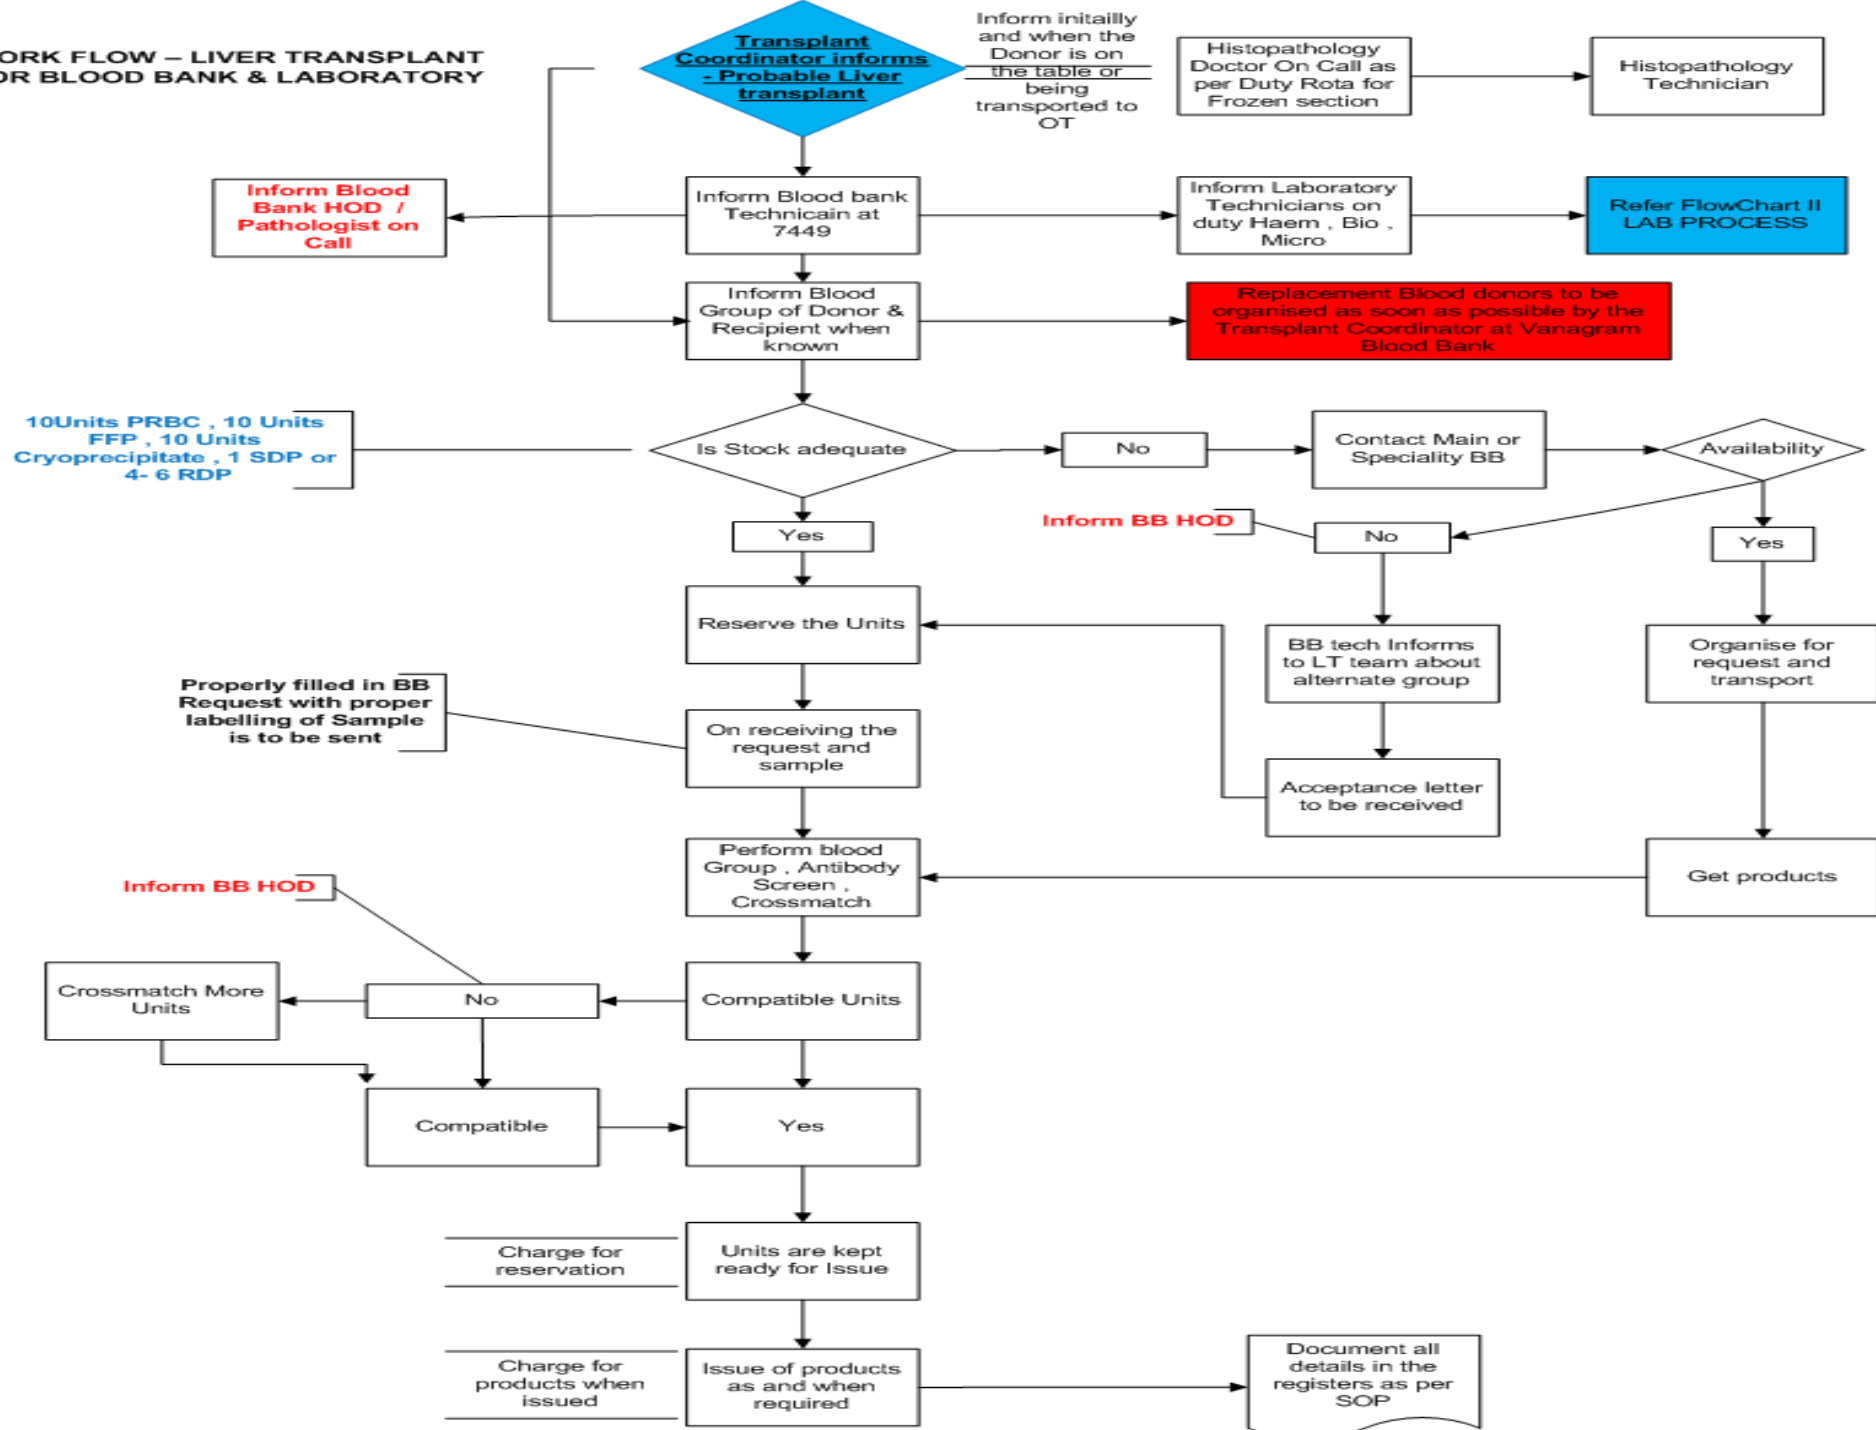 ORK FLOW – LIVER TRANSPLANT
OR BLOOD BANK & LABORATORY
Transplant
Coordinator informs
- Probable Liver
transplant
Inform initailly
and when the
Donor is on
the table or
being
transported to
OT
Histopathology
Doctor On Call as
per Duty Rota for
Frozen section
Histopathology
Technician
Inform Blood
Bank HOD /
Pathologist on
Call
Inform Blood bank
Technicain at
7449
Inform Laboratory
Technicians on
duty Haem , Bio ,
Micro
Refer FlowChart II
LAB PROCESS
Inform Blood
Group of Donor &
Recipient when
known
Replacement Blood donors to be
organised as soon as possible by the
Transplant Coordinator at Vanagram
Blood Bank
10Units PRBC , 10 Units
FFP , 10 Units
Cryoprecipitate , 1 SDP or
4- 6 RDP
Is Stock adequate
No
Contact Main or
Speciality BB
Availability
Yes
Inform BB HOD
No
Yes
Reserve the Units
BB tech Informs
to LT team about
alternate group
Organise for
request and
transport
Properly filled in BB
Request with proper
labelling of Sample
is to be sent
On receiving the
request and
sample
Acceptance letter
to be received
Perform blood
Group , Antibody
Screen ,
Crossmatch
Get products
Inform BB HOD
Crossmatch More
Units
No
Compatible Units
Compatible
Yes
Charge for
reservation
Units are kept
ready for Issue
Charge for
products when
issued
Issue of products
as and when
required
Document all
details in the
registers as per
SOP